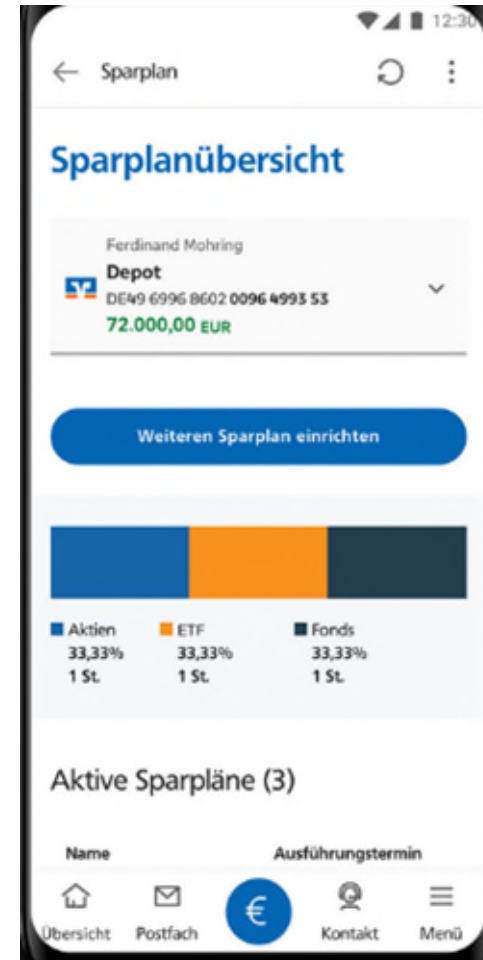 12:30
Sparplan
Sparplanübersicht
Ferdinand Mohring
Depot
DE49 6996 8602 0096 4993 53
72.000,00 EUR
Weiteren Sparplan einrichten
Aktien ETF Fonds
33,33% 33,33% 33,33%
1 St. 1 St. 1 St.
Aktive Sparpläne (3)
Name Ausführungstermin
€
Übersicht Postfach Kontakt Menü